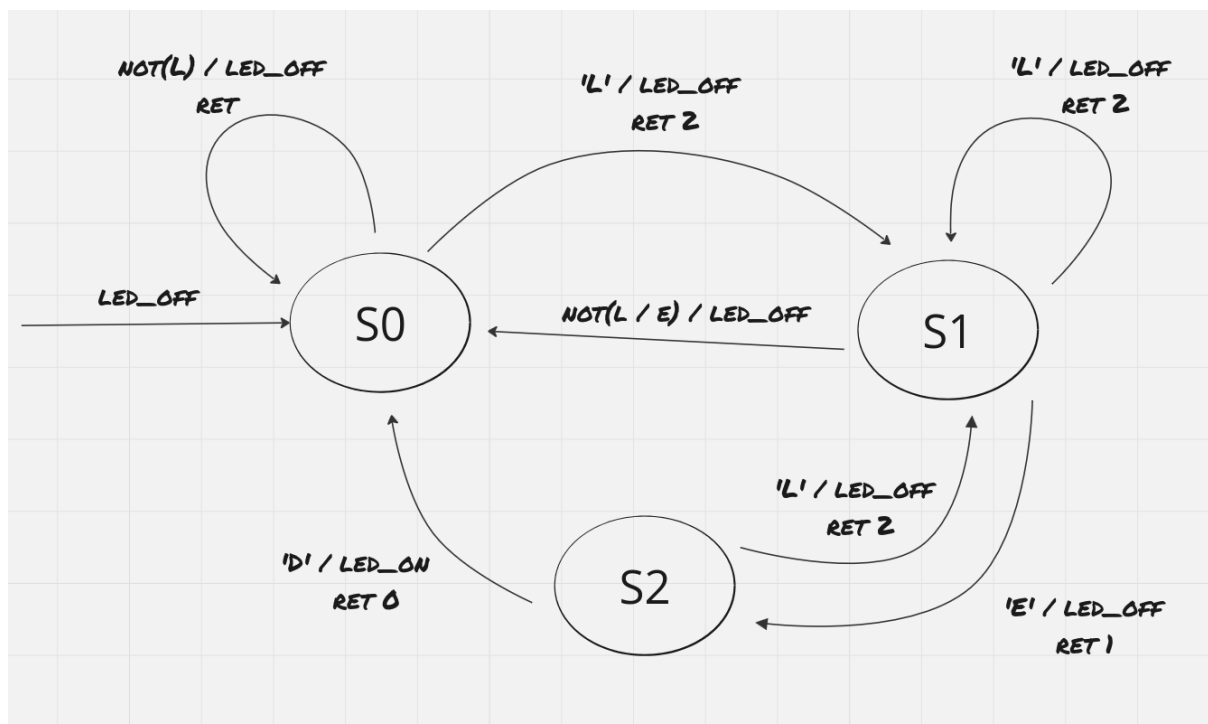 NOT(L) / LED_OFF
RET
'L' / LED_OFF
RET 2
'L' / LED_OFF
RET 2
LED_OFF
S0
NOT(L / E) / LED_OFF
S1
'L' / LED_OFF
RET 2
'D' / LED_ON
RET 0
S2
'E' / LED_OFF
RET 1